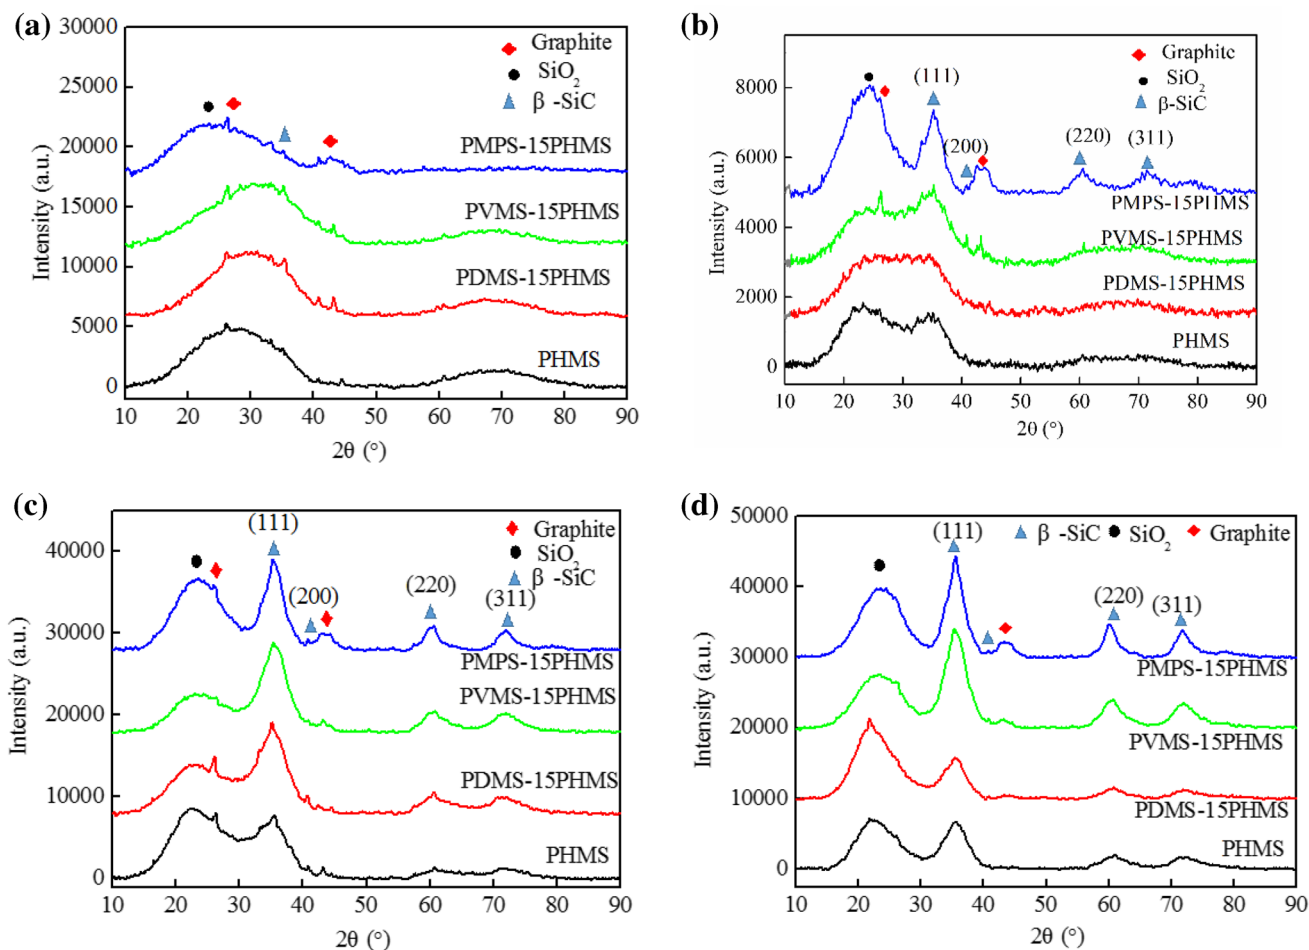 (a)
30000
25000
20000
15000
10000
5000
0
Intensity (a.u.)
Graphite
SiO2
β -SiC
PMPS-15PHMS
PVMS-15PHMS
PDMS-15PHMS
PHMS
10 20 30 40 50 60 70 80 90
2θ (°)
(b)
8000
6000
4000
2000
0
Intensity (a.u.)
Graphite
SiO2
β-SiC
(111)
(200)
(220)
(311)
PMPS-15PHMS
PVMS-15PHMS
PDMS-15PHMS
PHMS
10 20 30 40 50 60 70 80 90
2θ (°)
(c)
40000
30000
20000
10000
0
Intensity (a.u.)
(111)
Graphite
SiO2
β -SiC
(200)
(220)
(311)
PMPS-15PHMS
PVMS-15PHMS
PDMS-15PHMS
PHMS
10 20 30 40 50 60 70 80 90
2θ (°)
(d)
50000
40000
30000
20000
10000
0
Intensity (a.u.)
(111)
β -SiC SiO2 Graphite
(220)
(311)
PMPS-15PHMS
PVMS-15PHMS
PDMS-15PHMS
PHMS
10 20 30 40 50 60 70 80 90
2θ (°)